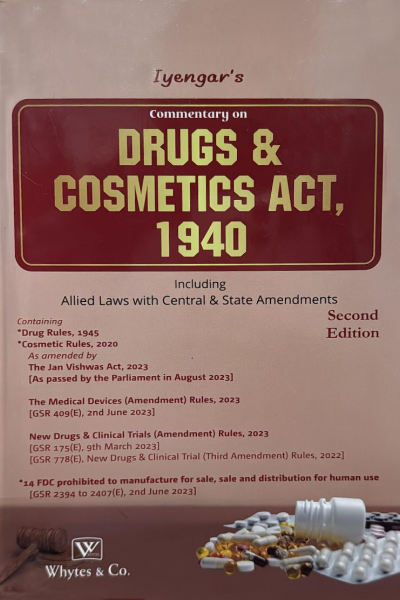 Iyengar's
Commentary on
DRUGS &
COSMETICS ACT,
1940
Including
Allied Laws with Central & State Amendments
Second
Edition
Containing
*Drug Rules, 1945
*Cosmetic Rules, 2020
As amended by
The Jan Vishwas Act, 2023
[As passed by the Parliament in August 2023]
The Medical Devices (Amendment) Rules, 2023
[GSR 409(E), 2nd June 2023]
New Drugs & Clinical Trials (Amendment) Rules, 2023
[GSR 175(E), 9th March 2023]
[GSR 778(E), New Drugs & Clinical Trial (Third Amendment) Rules, 2022]
*14 FDC prohibited to manufacture for sale, sale and distribution for human use
[GSR 2394 to 2407(E), 2nd June 2023]
W
Whytes & Co.